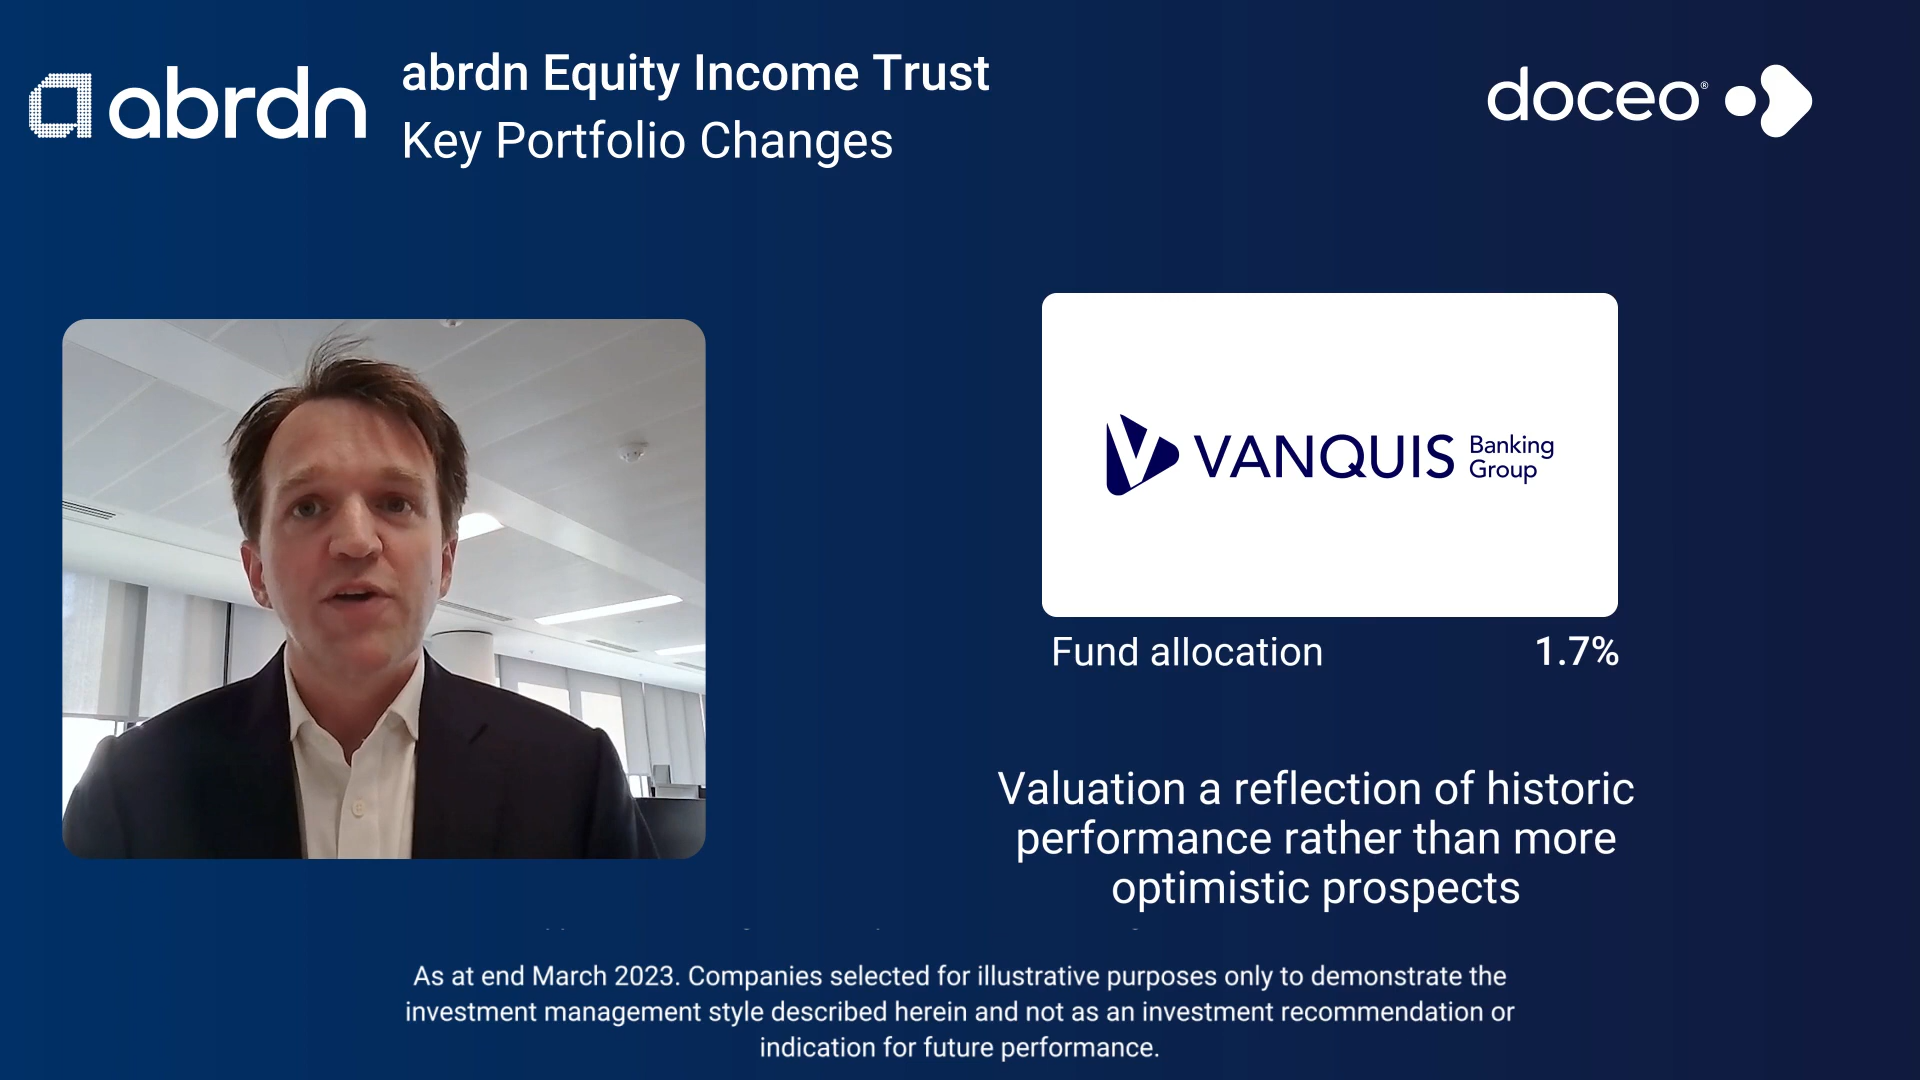 abrdn
abrdn Equity Income Trust
Key Portfolio Changes
doceo®
VANQUIS Banking Group
Fund allocation 1.7%
Valuation a reflection of historic
performance rather than more
optimistic prospects
As at end March 2023. Companies selected for illustrative purposes only to demonstrate the
investment management style described herein and not as an investment recommendation or
indication for future performance.